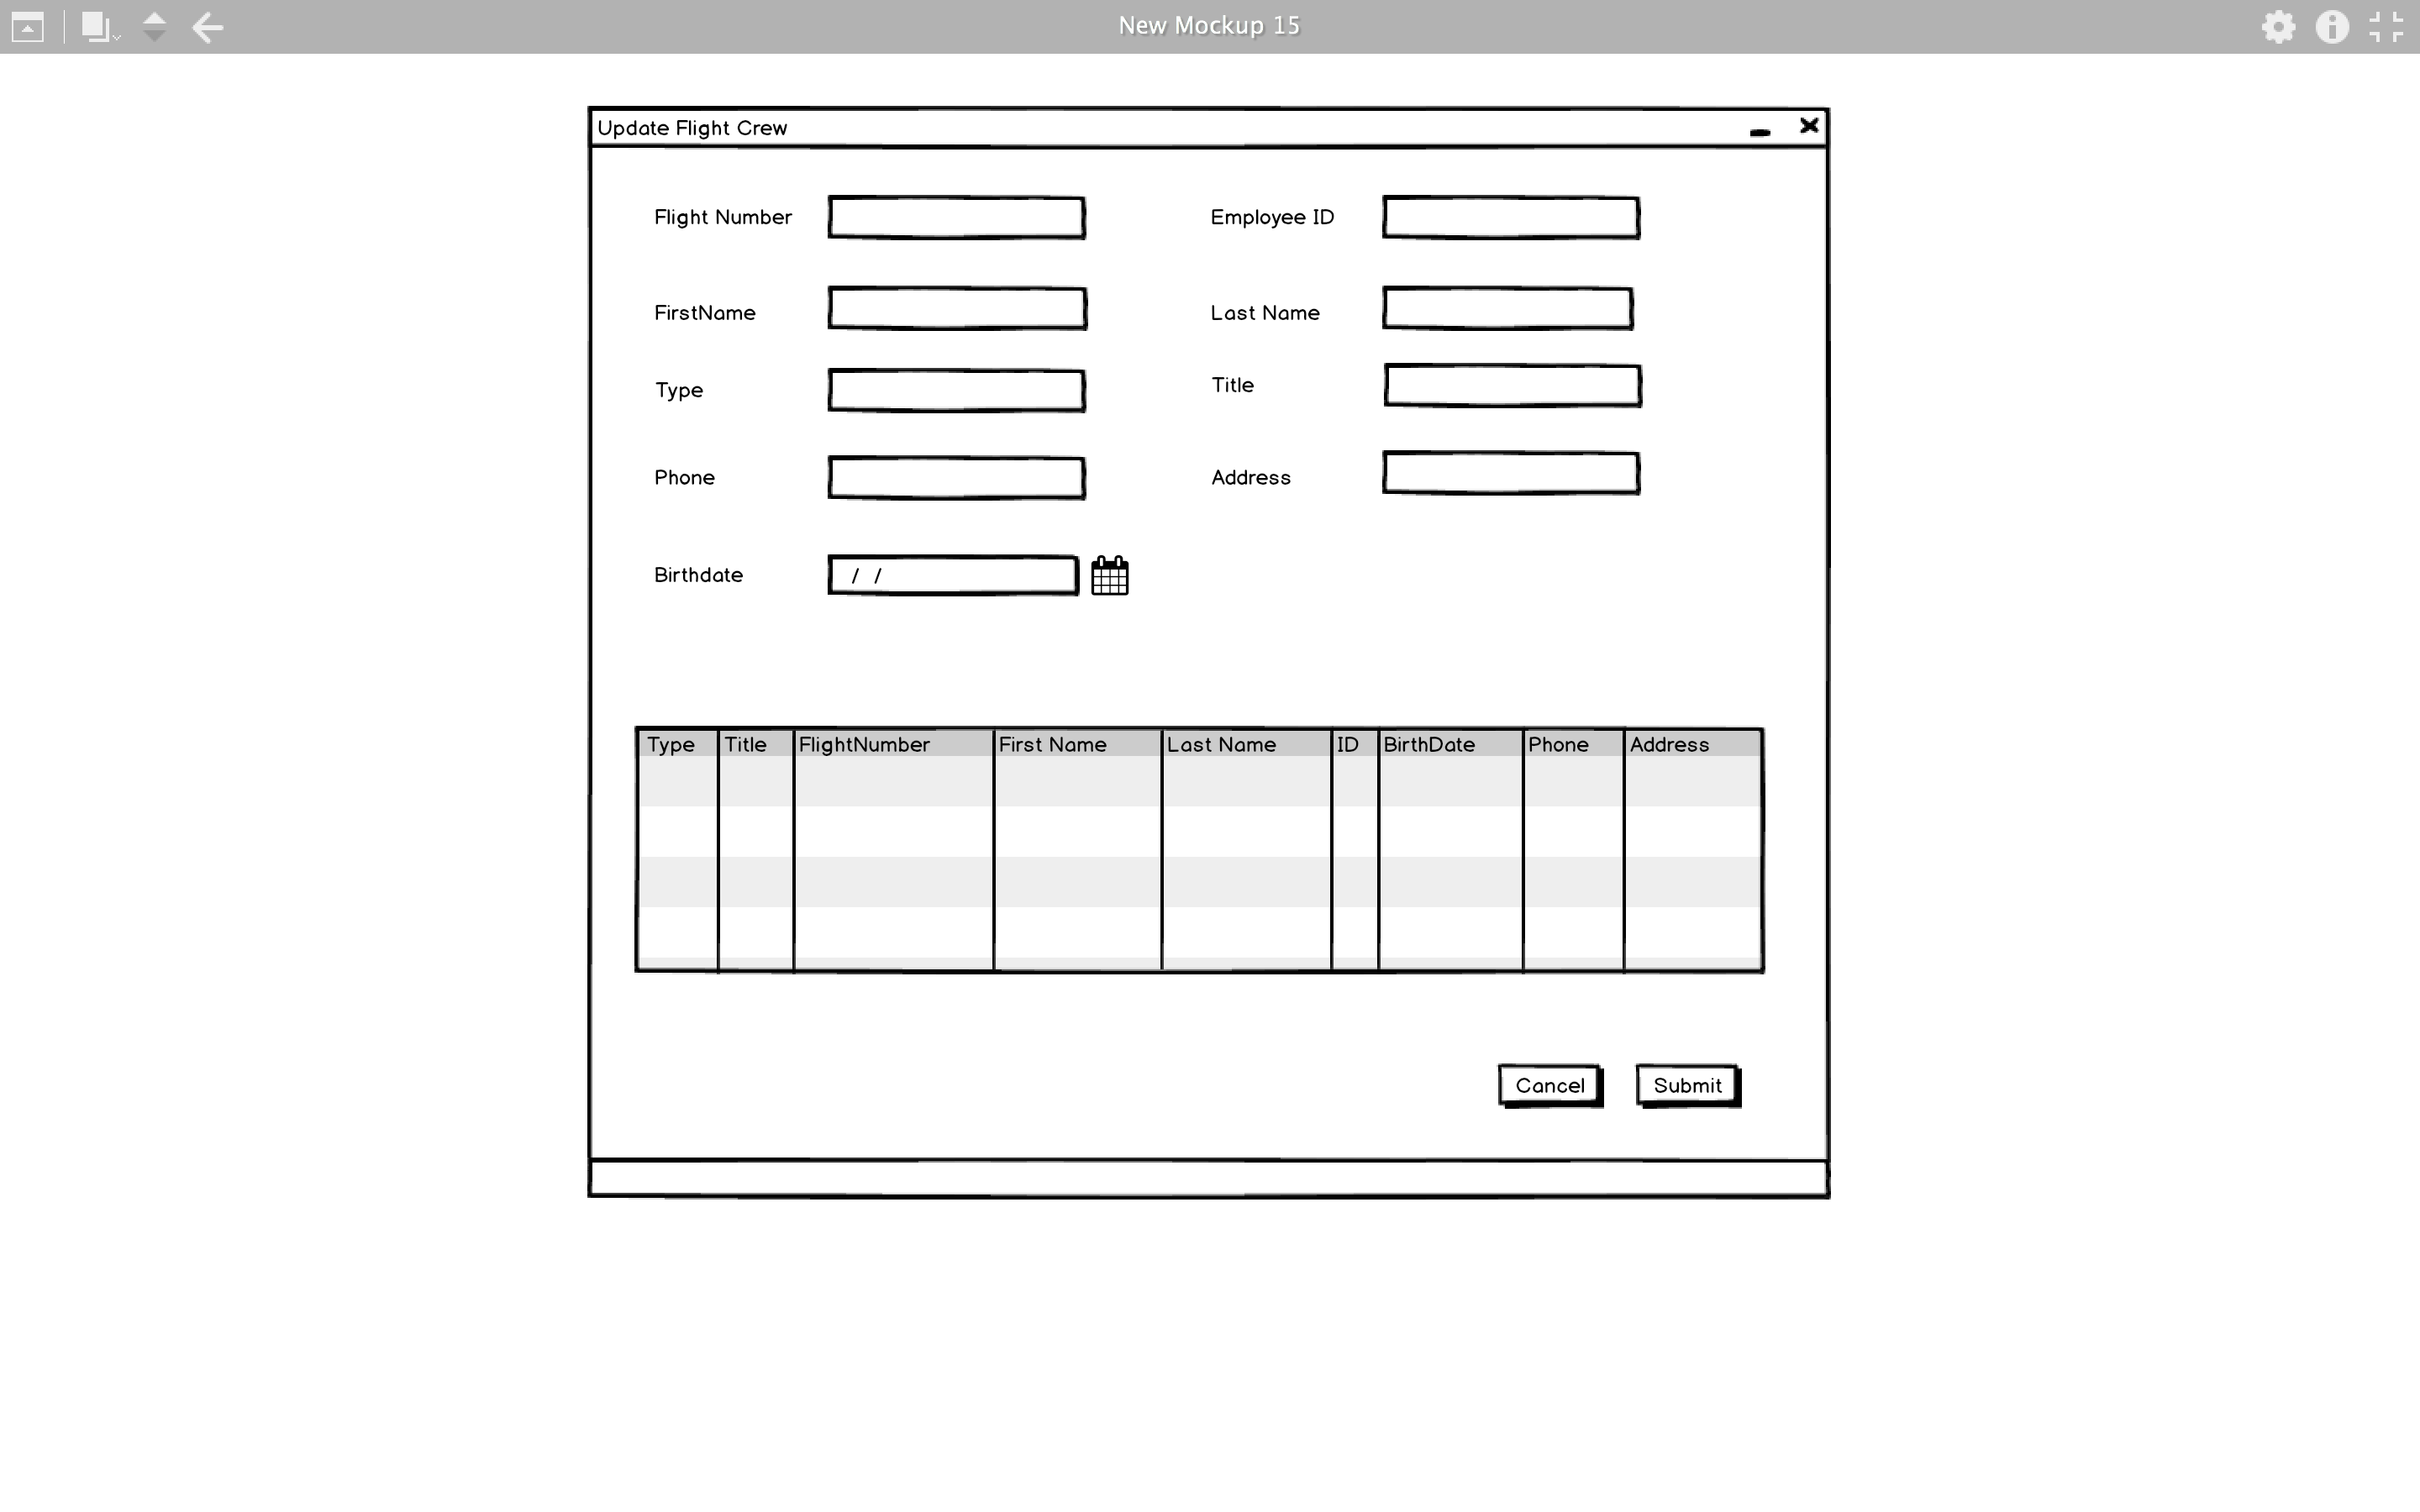 New Mockup 15
Update Flight Crew
Flight Number
Employee ID
FirstName
Last Name
Type
Title
Phone
Address
Birthdate
/ /
Type Title FlightNumber First Name Last Name ID BirthDate Phone Address
Cancel Submit